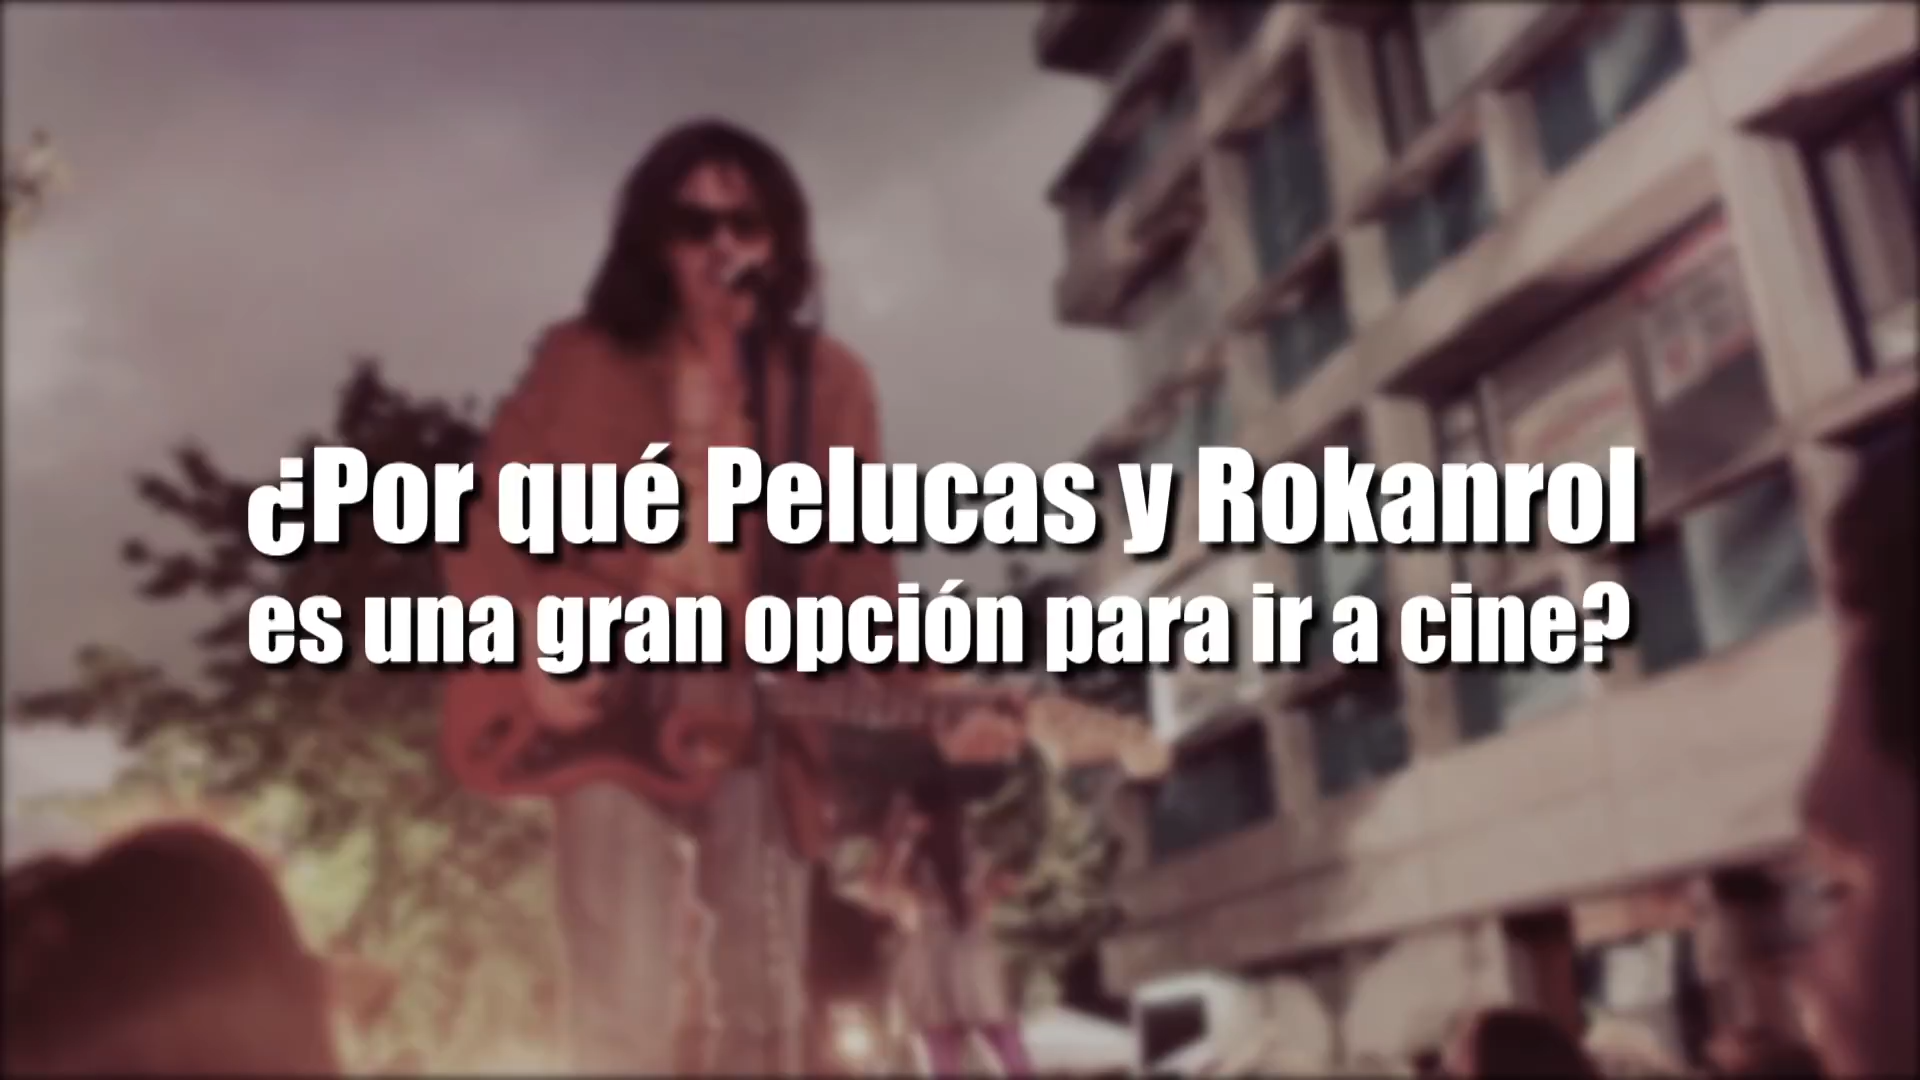 ¿Por qué Pelucas y Rokanrol
es una gran opción para ir a cine?